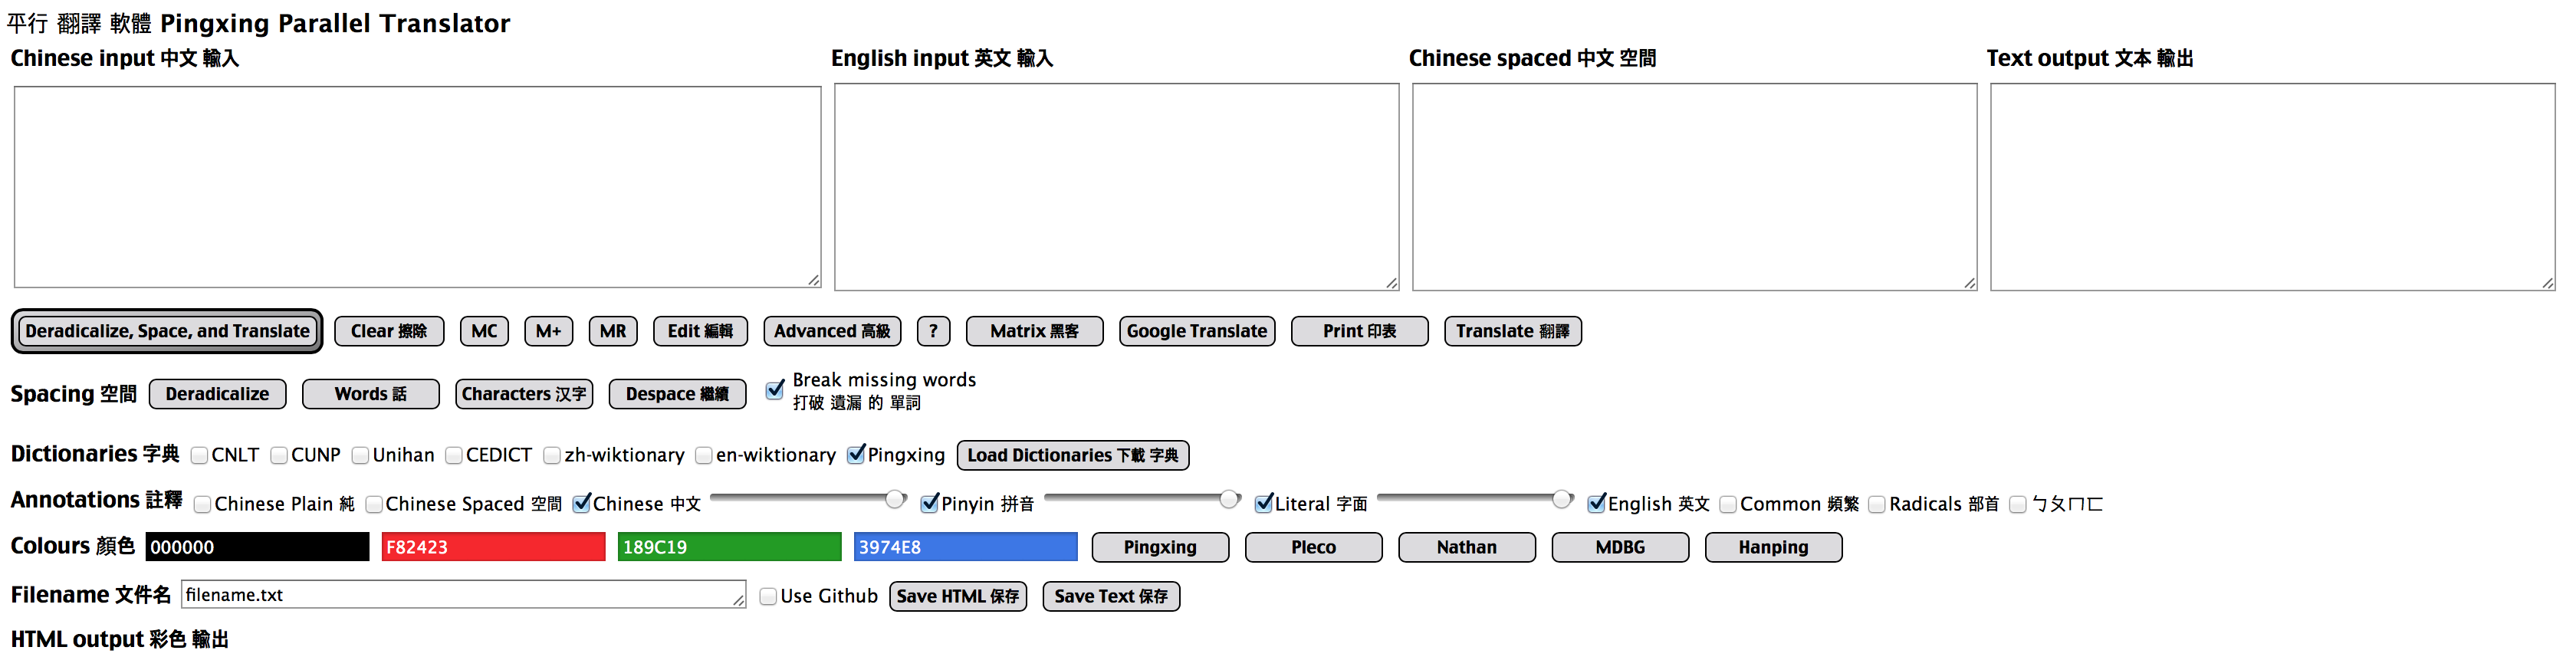 平行 翻譯 軟體 Pingxing Parallel Translator
Chinese input 中文 輸入 English input 英文 輸入 Chinese spaced 中文 空間 Text output 文本 輸出
Deradicalize, Space, and Translate Clear 擦除 MC M+ MR Edit 編輯 Advanced 高級 ? Matrix 黑客 Google Translate Print 印表 Translate 翻譯
Spacing 空間 Deradicalize Words 話 Characters 汉字 Despace 繼續 Break missing words
打破 遺漏 的 單詞
Dictionaries 字典 CNLT CUNP Unihan CEDICT zh-wiktionary en-wiktionary Pingxing Load Dictionaries 下載 字典
Annotations 註釋 Chinese Plain 純 Chinese Spaced 空間 Chinese 中文 Pinyin 拼音 Literal 字面 English 英文 Common 頻繁 Radicals 部首 ㄅㄆㄇㄈ
Colours 顏色 000000 F82423 189C19 3974E8 Pingxing Pleco Nathan MDBG Hanping
Filename 文件名 filename.txt Use Github Save HTML 保存 Save Text 保存
HTML output 彩色 輸出